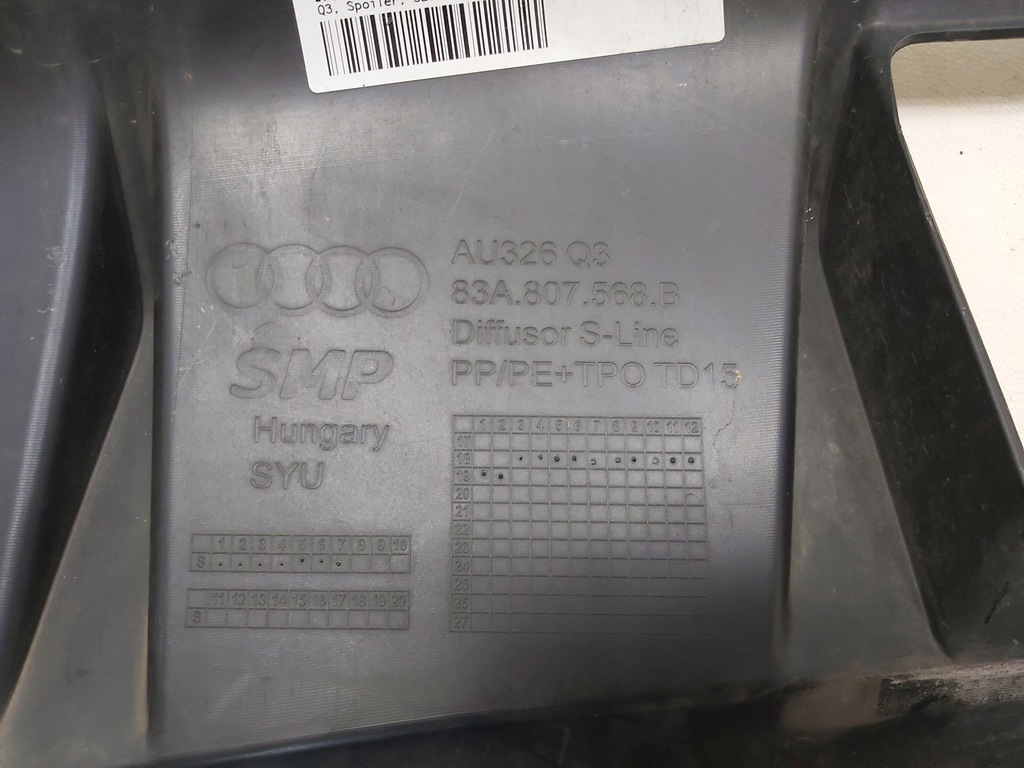 Q3, Spoiler,
AU326 Q3
83A.807.568.B
Diffusor S-Line
PP/PE+TPO TD15
SMP
Hungary
SYU
1 2 3 4 5 6 7 8 9 10 11 12
17
18
19
20
21
22
23
24
25
26
27
1 2 3 4 5 6 7 8 9 10
S
11 12 13 14 15 16 17 18 19 20
S